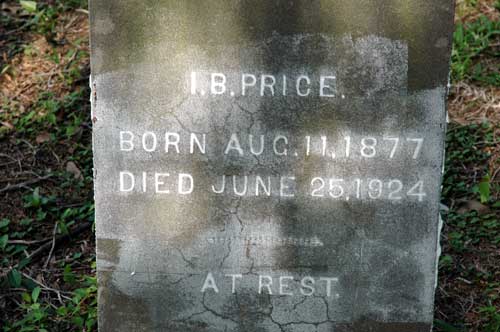 I.B.PRICE.
BORN AUG.11,1877
DIED JUNE 25,1924
AT REST.